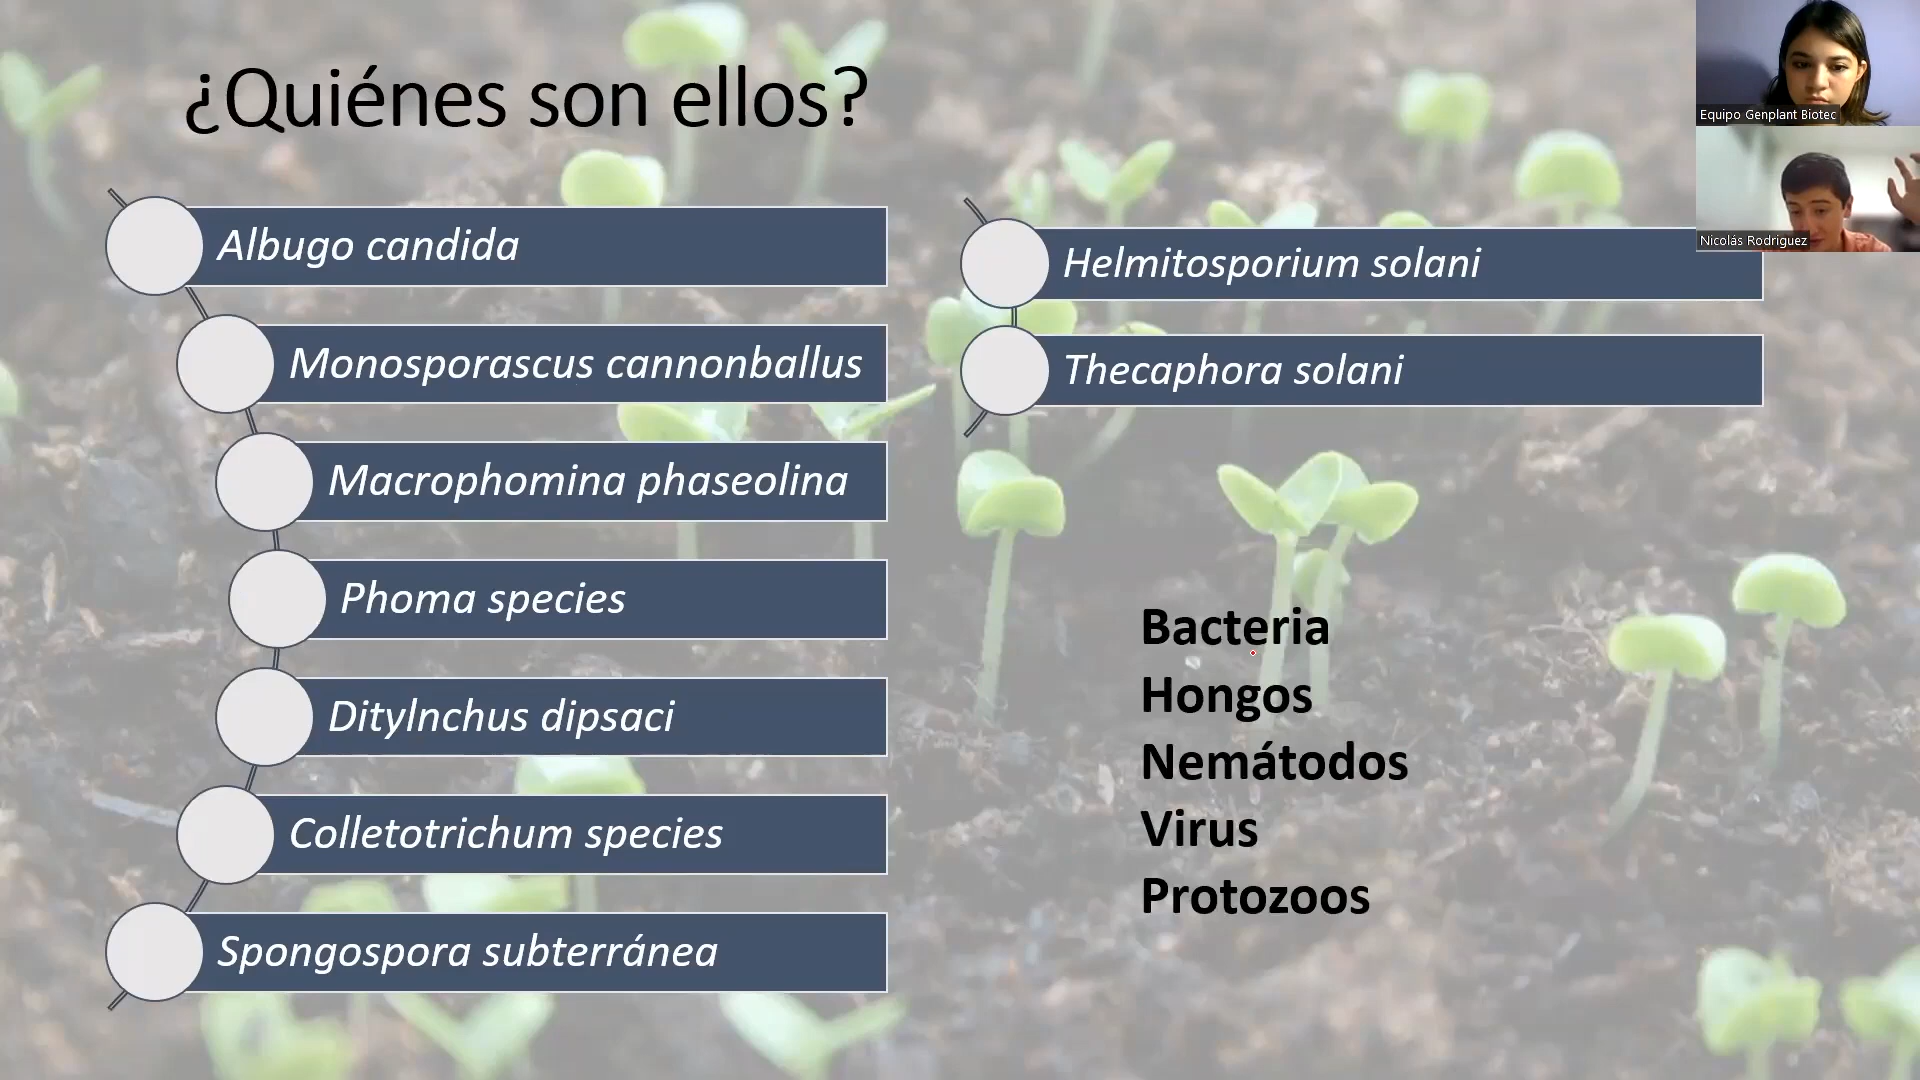 ¿Quiénes son ellos?
Albugo candida
Monosporascus cannonballus
Macrophomina phaseolina
Phoma species
Ditylnchus dipsaci
Colletotrichum species
Spongospora subterránea
Helmitosporium solani
Thecaphora solani
Bacteria
Hongos
Nemátodos
Virus
Protozoos
Equipo Genplant Biotec
Nicolás Rodriguez